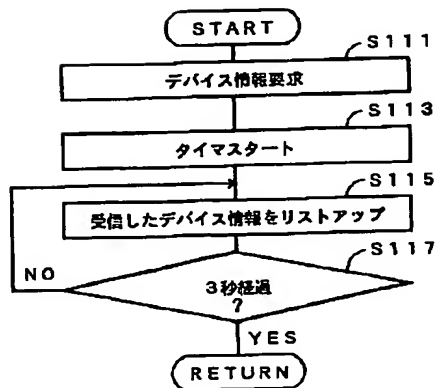 START
S111
デバイス情報要求
S113
タイマスタート
S115
受信したデバイス情報をリストアップ
S117
NO
3秒経過
?
YES
RETURN